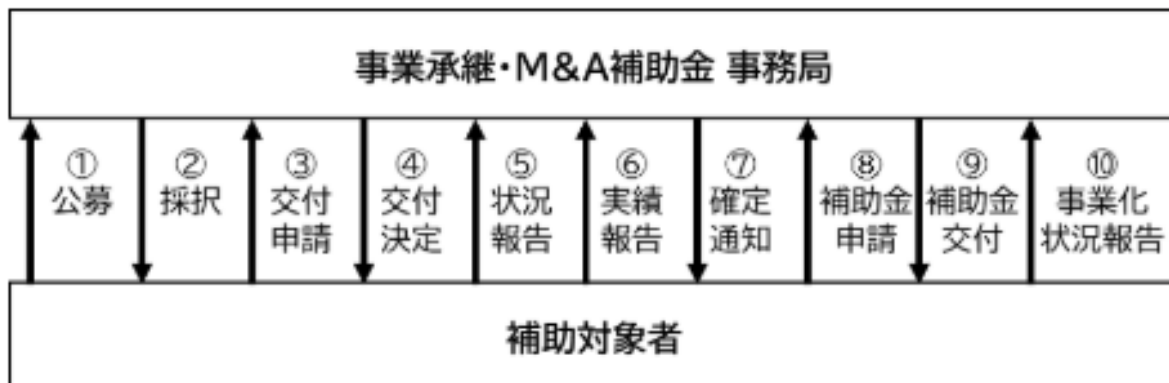 事業承継・M&A補助金 事務局
①
公募
②
採択
③
交付
申請
④
交付
決定
⑤
状況
報告
⑥
実績
報告
⑦
確定
通知
⑧
補助金
申請
⑨
補助金
交付
⑩
事業化
状況報告
補助対象者